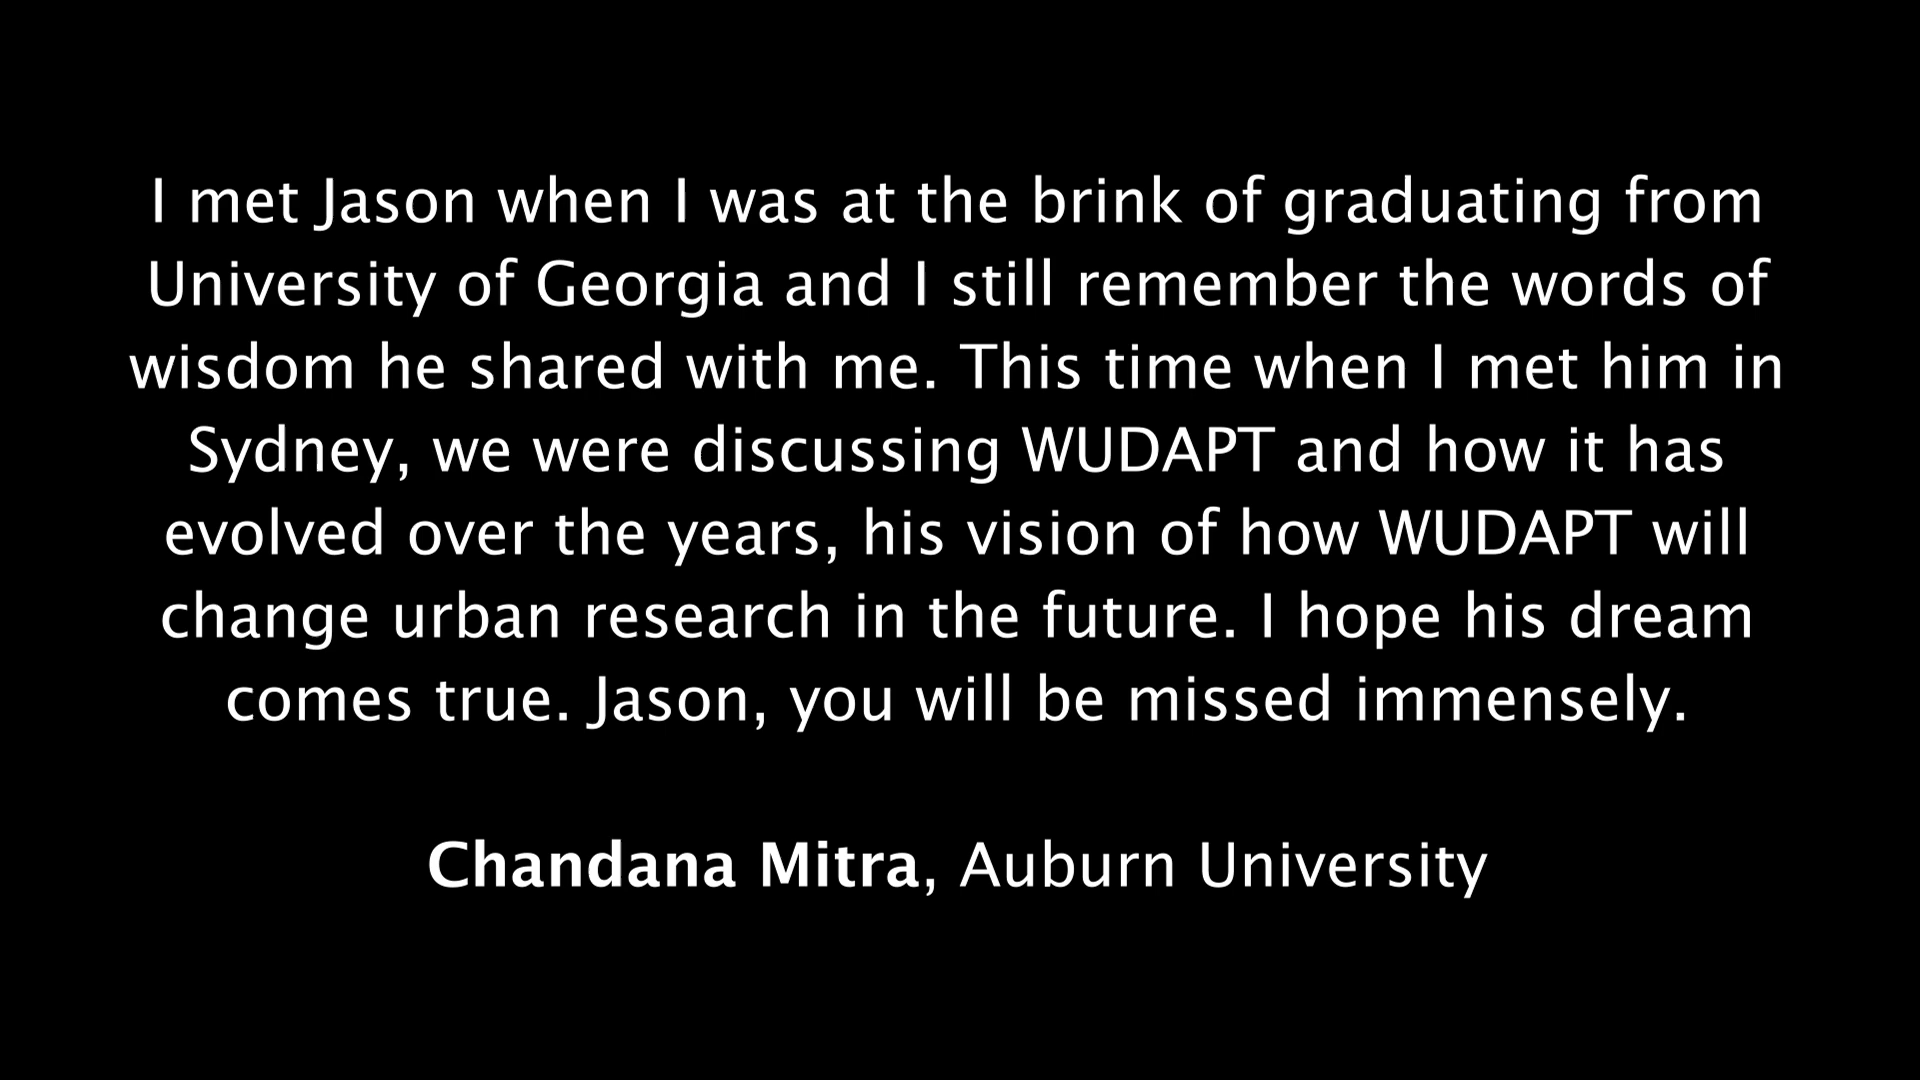 I met Jason when I was at the brink of graduating from
University of Georgia and I still remember the words of
wisdom he shared with me. This time when I met him in
Sydney, we were discussing WUDAPT and how it has
evolved over the years, his vision of how WUDAPT will
change urban research in the future. I hope his dream
comes true. Jason, you will be missed immensely.
Chandana Mitra, Auburn University